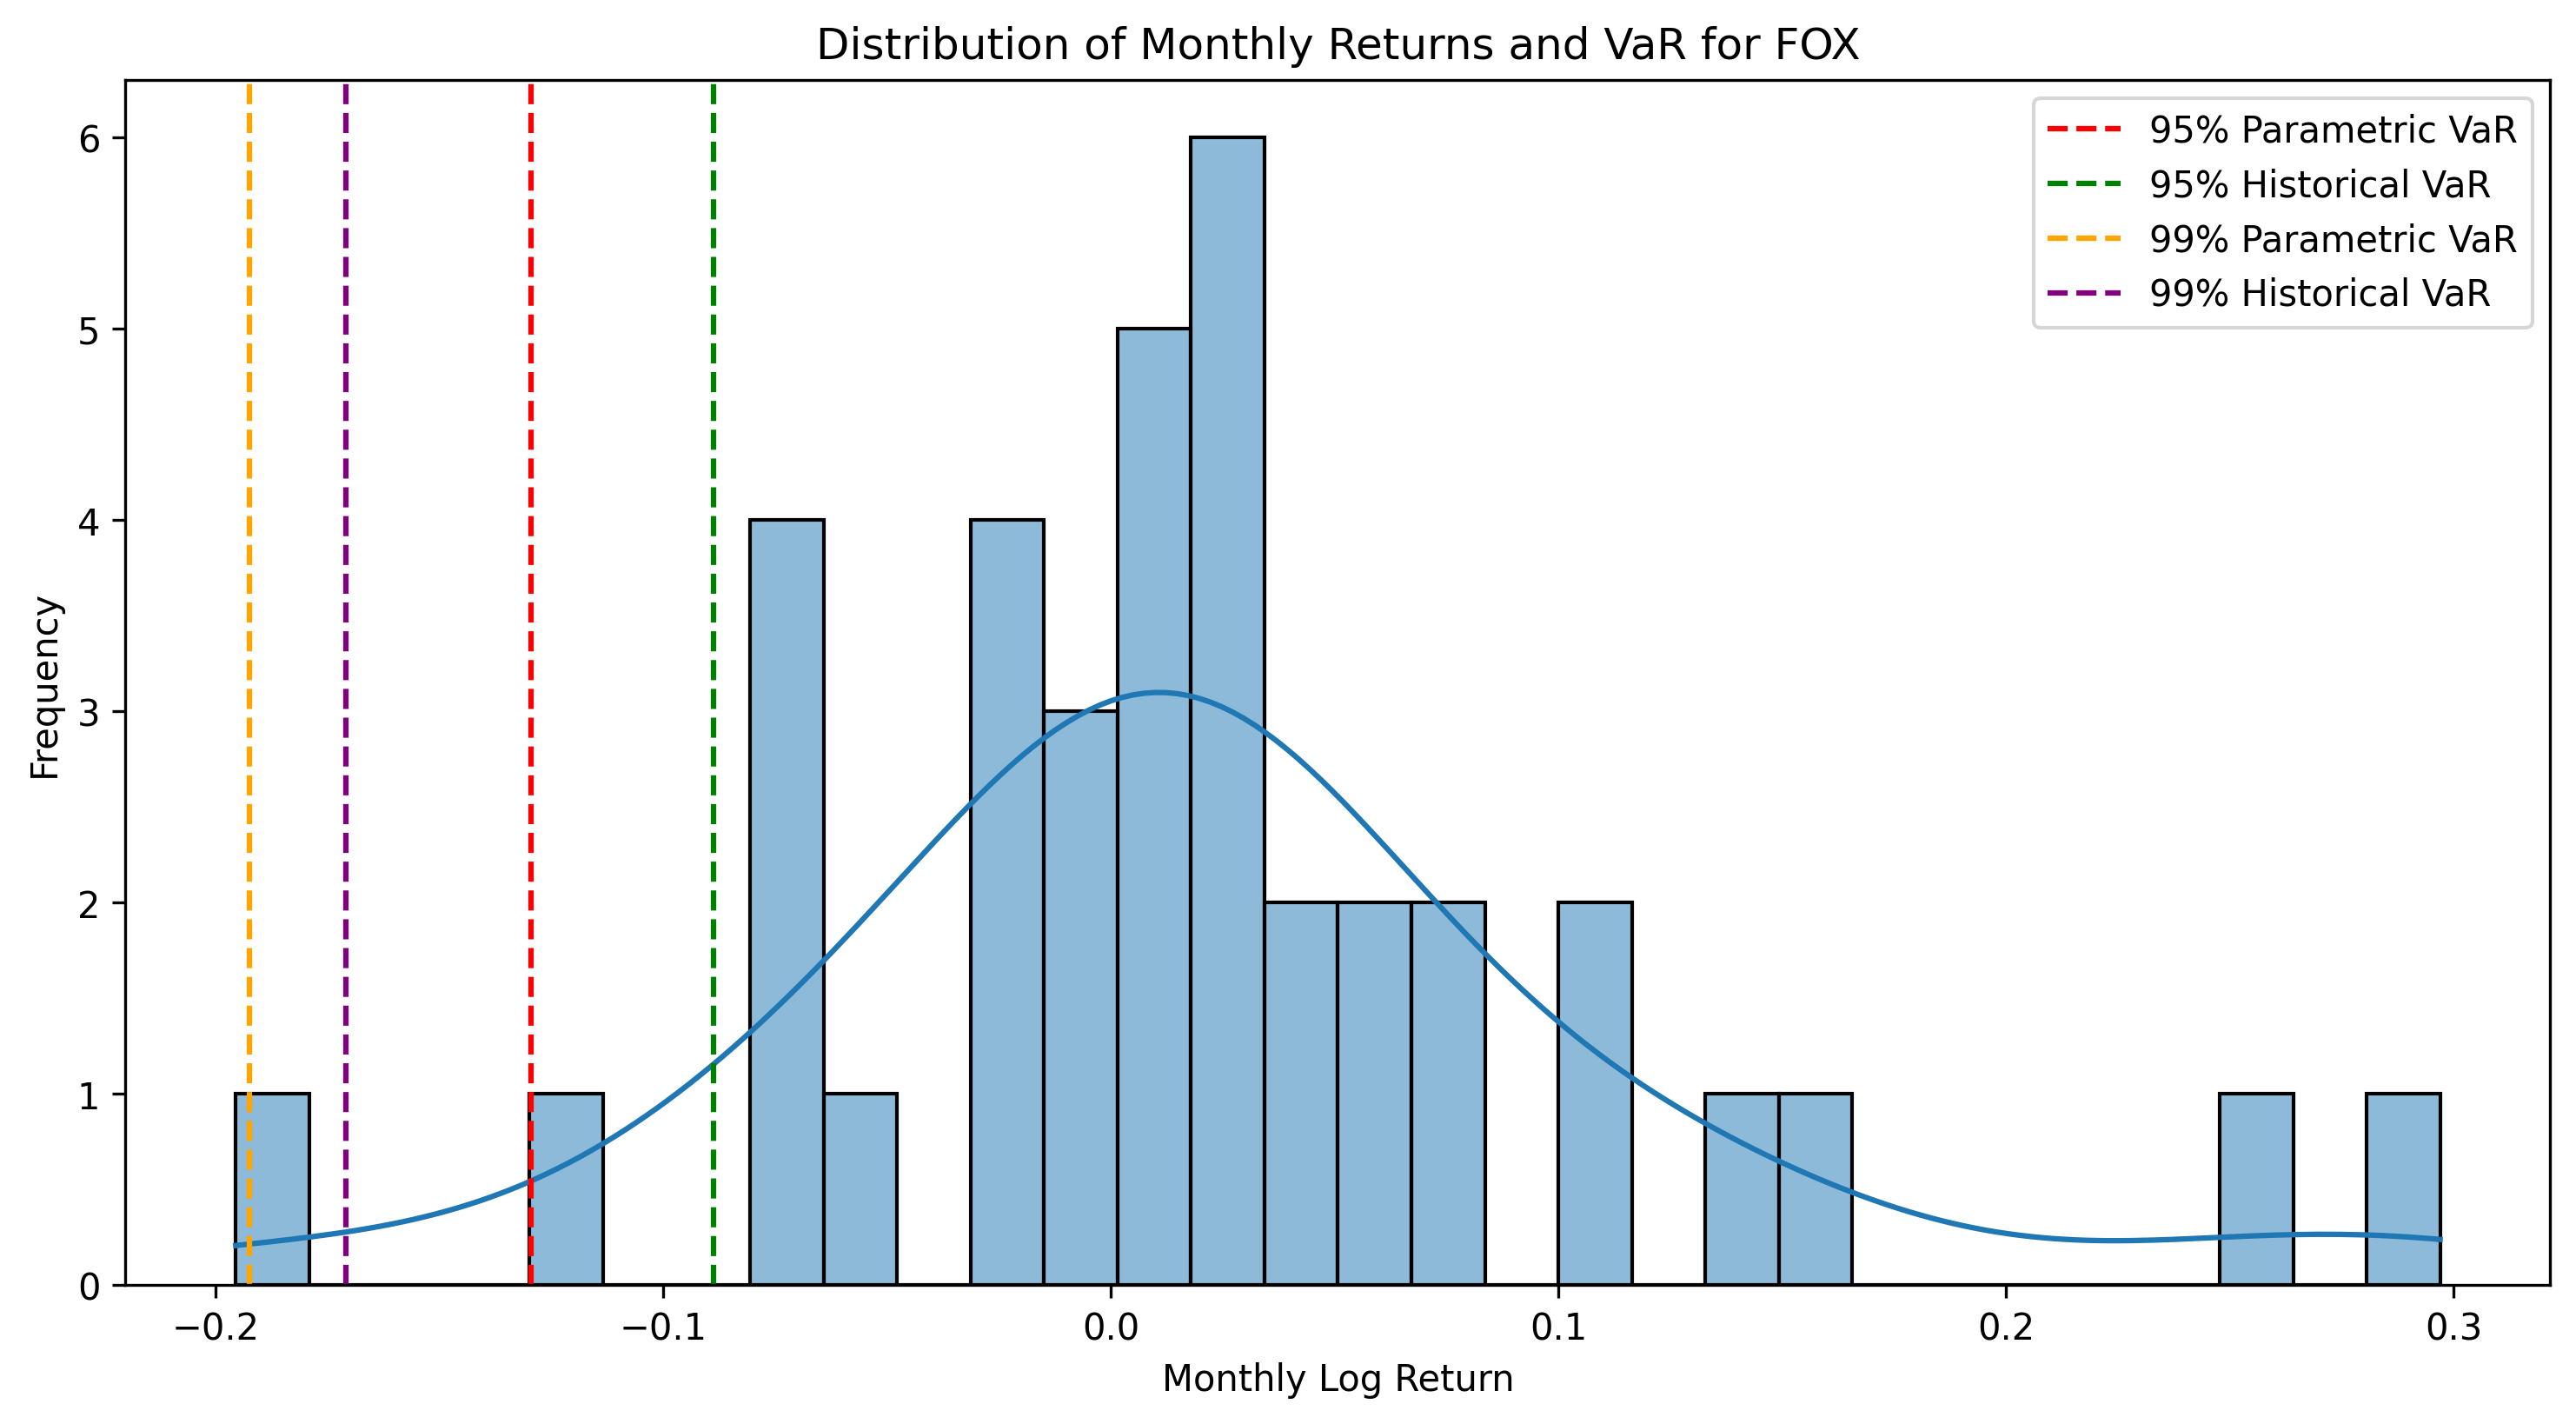 Distribution of Monthly Returns and VaR for FOX
95% Parametric VaR
95% Historical VaR
99% Parametric VaR
99% Historical VaR
6
5
4
3
2
1
0
Frequency
−0.2 −0.1 0.0 0.1 0.2 0.3
Monthly Log Return